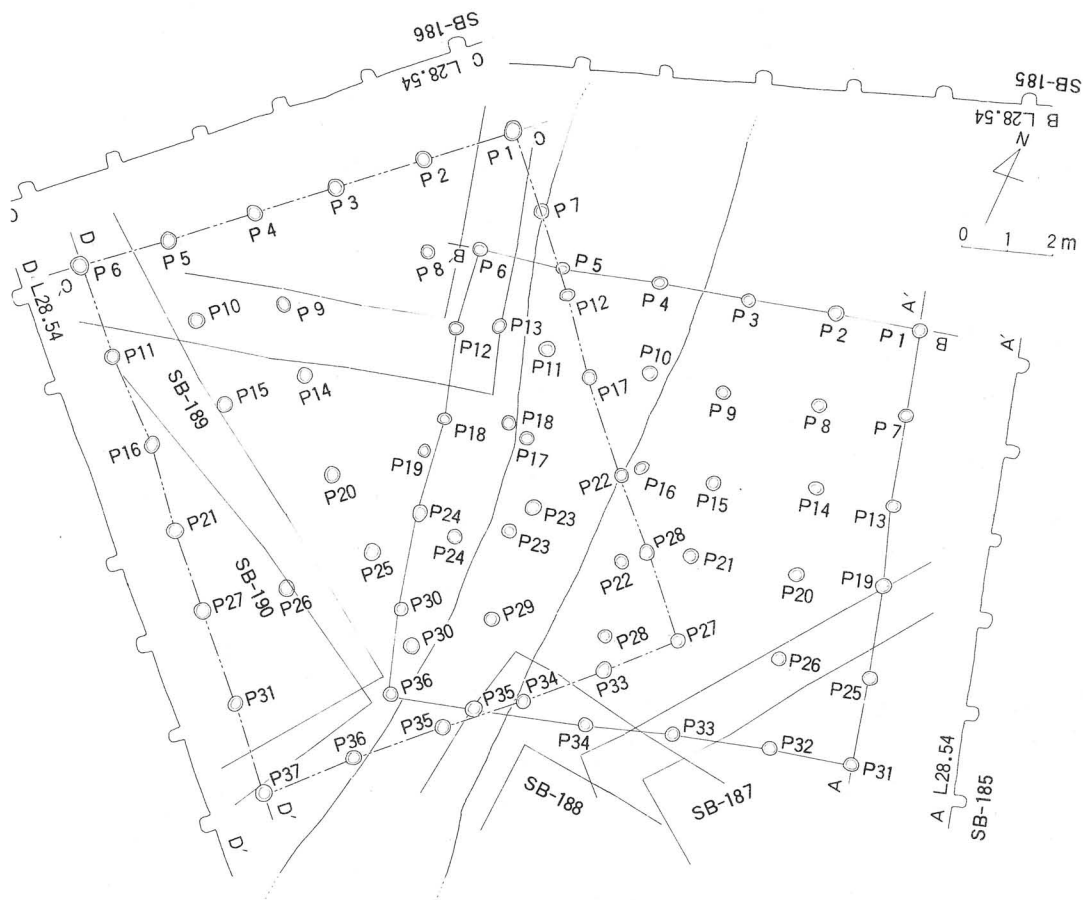 SB-186
C L28.54
SB-185
B L28.54
N
0 1 2m
P1
C
P2
P3
P4
P5
P6
D
C'
C'
D
L28.54
P7
P8
B'
P6
P5
P4
P3
P2
P1
A'
B
A'
P9
P10
P11
P12
P13
P12
P11
P10
P9
P8
P7
P14
P15
SB-189
P16
P17
P18
P18
P17
P19
P20
P21
P22
P16
P15
P14
P13
P24
P24
P23
P23
P25
P26
SB-190
P27
P28
P22
P21
P20
P19
P30
P30
P29
P28
P27
P26
P25
P31
P36
P35
P34
P33
P35
P34
P33
P32
P31
P36
P37
D'
D'
A
A L28.54
SB-185
SB-188
SB-187